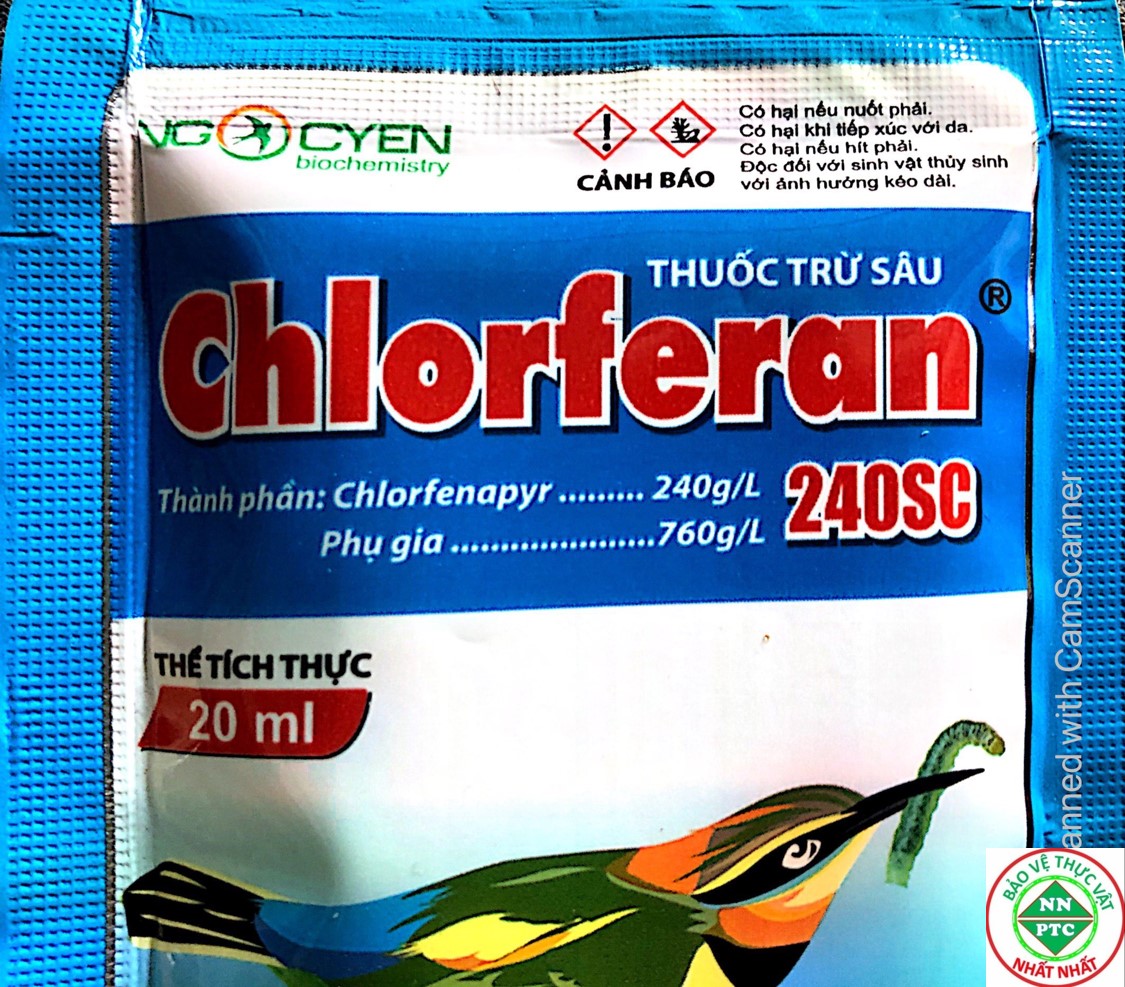 NGOCYEN
biochemistry
CẢNH BÁO
Có hại nếu nuốt phải.
Có hại khi tiếp xúc với da.
Có hại nếu hít phải.
Độc đối với sinh vật thủy sinh
với ảnh hưởng kéo dài.
THUỐC TRỪ SÂU
Chlorferan ®
240SC
Thành phần: Chlorfenapyr ......... 240g/L
Phụ gia ......................760g/L
THỂ TÍCH THỰC
20 ml
anned with CamScanner
BẢO VỆ THỰC VẬT
NN
PTC
NHẤT NHẤT